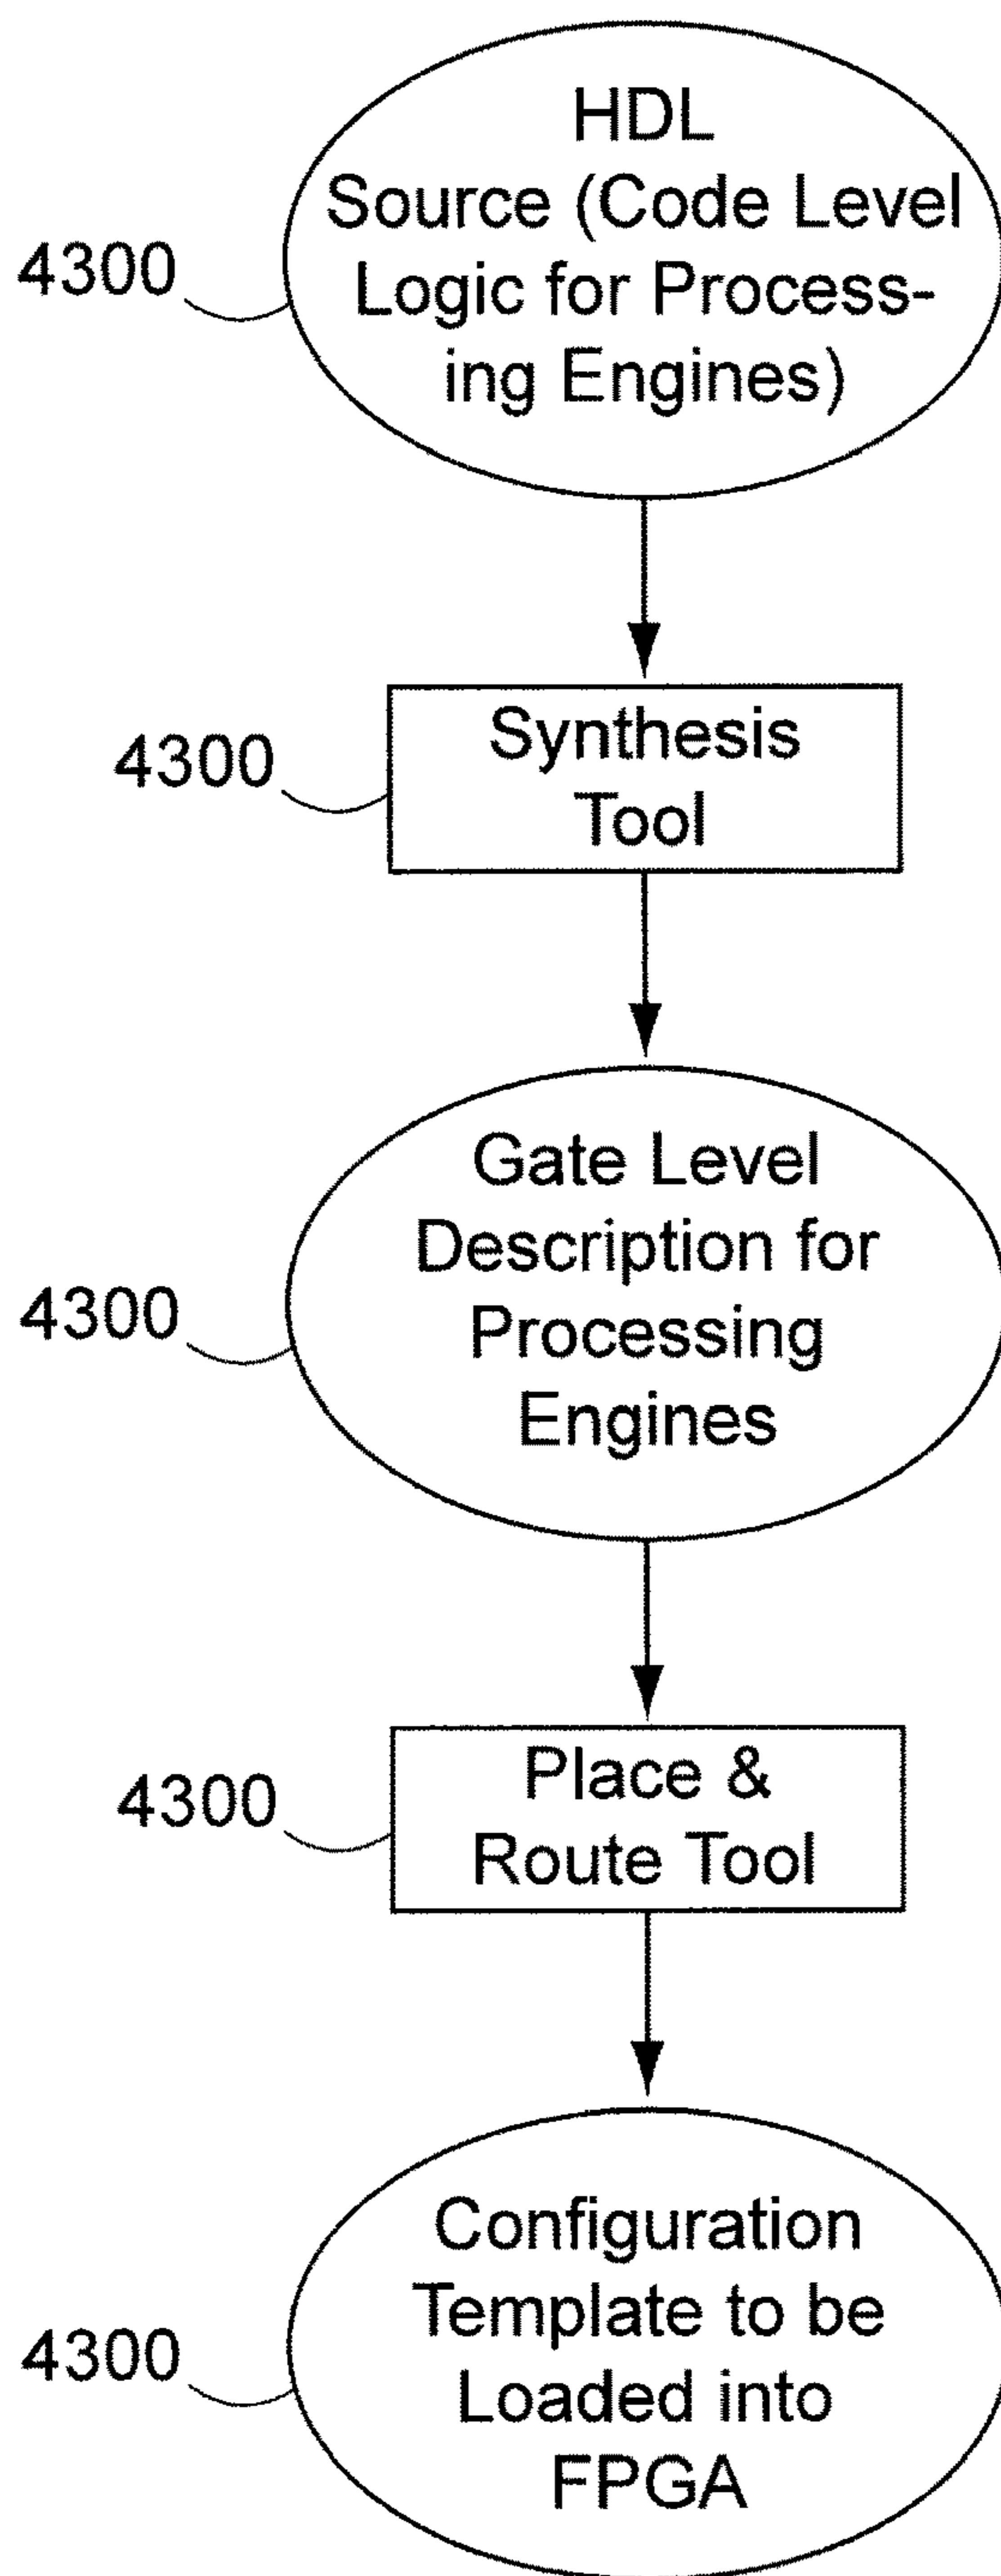 HDL
Source (Code Level
4300
Logic for Process-
ing Engines)
4300
Synthesis
Tool
Gate Level
Description for
4300
Processing
Engines
4300
Place &
Route Tool
Configuration
Template to be
4300
Loaded into
FPGA